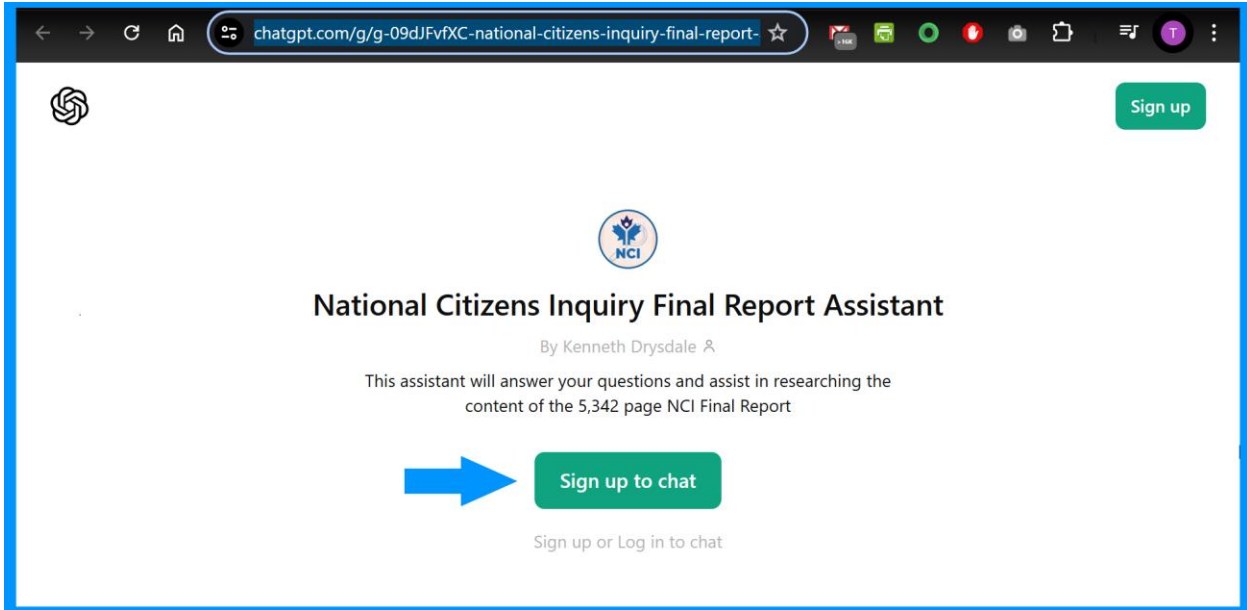 chatgpt.com/g/g-09dJFvfXC-national-citizens-inquiry-final-report-
T
Sign up
NCI
National Citizens Inquiry Final Report Assistant
By Kenneth Drysdale
This assistant will answer your questions and assist in researching the
content of the 5,342 page NCI Final Report
Sign up to chat
Sign up or Log in to chat